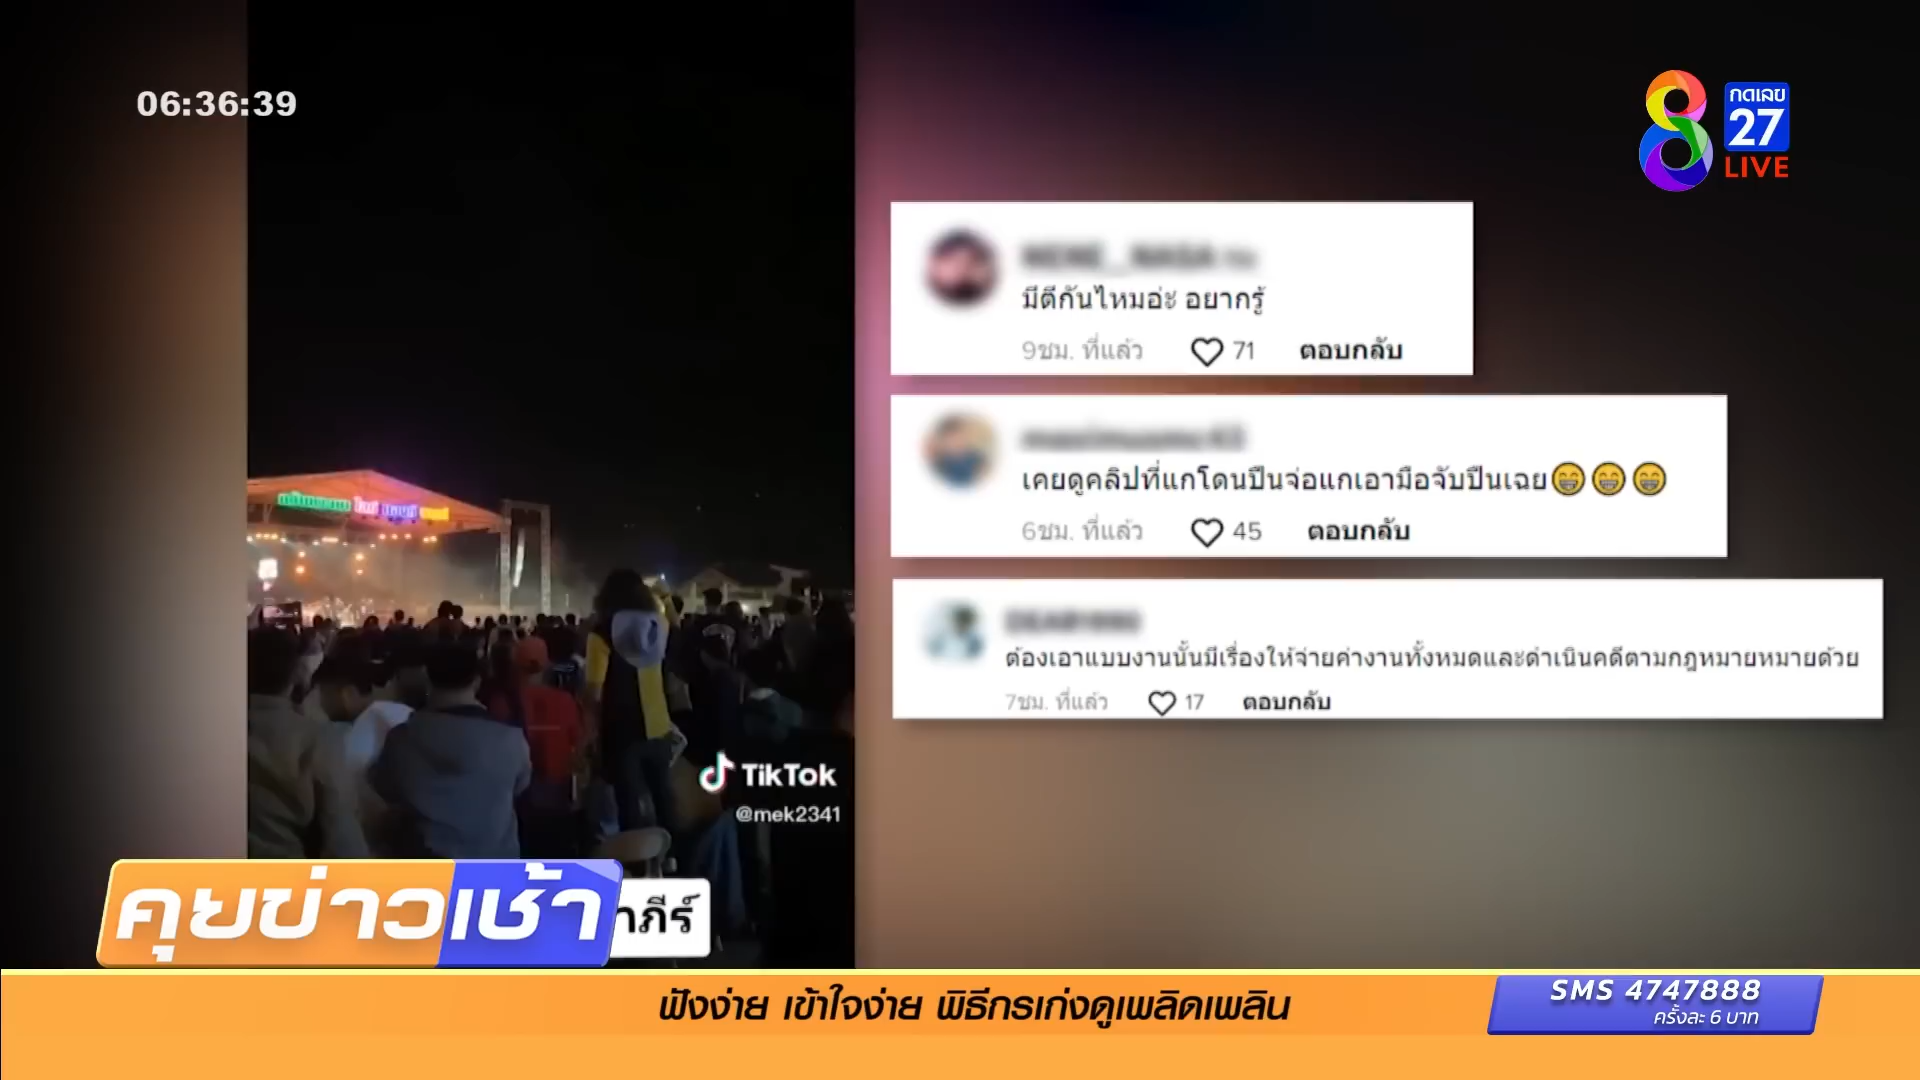 06:36:39
กดเลข
27
LIVE
มีตีกันไหมอ่ะ อยากรู้
9ชม. ที่แล้ว 71 ตอบกลับ
เคยดูคลิปที่แกโดนปืนจ่อแกเอามือจับปืนเฉย😁😁😁
6ชม. ที่แล้ว 45 ตอบกลับ
ต้องเอาแบบงานนั้นมีเรื่องให้จ่ายค่างานทั้งหมดและดำเนินคดีตามกฎหมายหมายด้วย
7ชม. ที่แล้ว 17 ตอบกลับ
TikTok
@mek2341
คุยข่าวเช้า
าภีร์
ฟังง่าย เข้าใจง่าย พิธีกรเก่งดูเพลิดเพลิน
SMS 4747888
ครั้งละ 6 บาท